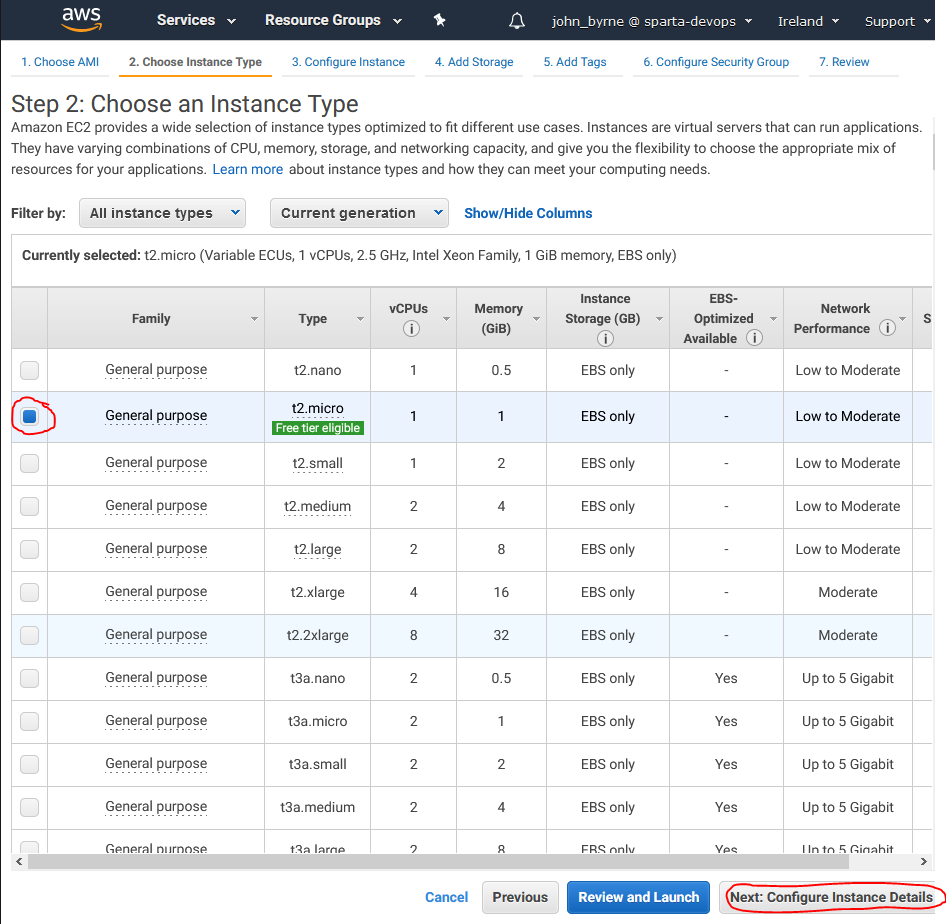 aws Services Resource Groups john_byrne @ sparta-devops Ireland Support
1. Choose AMI 2. Choose Instance Type 3. Configure Instance 4. Add Storage 5. Add Tags 6. Configure Security Group 7. Review
Step 2: Choose an Instance Type
Amazon EC2 provides a wide selection of instance types optimized to fit different use cases. Instances are virtual servers that can run applications.
They have varying combinations of CPU, memory, storage, and networking capacity, and give you the flexibility to choose the appropriate mix of
resources for your applications. Learn more about instance types and how they can meet your computing needs.
Filter by: All instance types Current generation Show/Hide Columns
Currently selected: t2.micro (Variable ECUs, 1 vCPUs, 2.5 GHz, Intel Xeon Family, 1 GiB memory, EBS only)
Family Type vCPUs i Memory (GiB) Instance Storage (GB) i EBS-Optimized Available i Network Performance i S
General purpose t2.nano 1 0.5 EBS only - Low to Moderate
General purpose t2.micro Free tier eligible 1 1 EBS only - Low to Moderate
General purpose t2.small 1 2 EBS only - Low to Moderate
General purpose t2.medium 2 4 EBS only - Low to Moderate
General purpose t2.large 2 8 EBS only - Low to Moderate
General purpose t2.xlarge 4 16 EBS only - Moderate
General purpose t2.2xlarge 8 32 EBS only - Moderate
General purpose t3a.nano 2 0.5 EBS only Yes Up to 5 Gigabit
General purpose t3a.micro 2 1 EBS only Yes Up to 5 Gigabit
General purpose t3a.small 2 2 EBS only Yes Up to 5 Gigabit
General purpose t3a.medium 2 4 EBS only Yes Up to 5 Gigabit
General purpose t3a.large 2 8 EBS only Yes Up to 5 Gigabit
Cancel Previous Review and Launch Next: Configure Instance Details